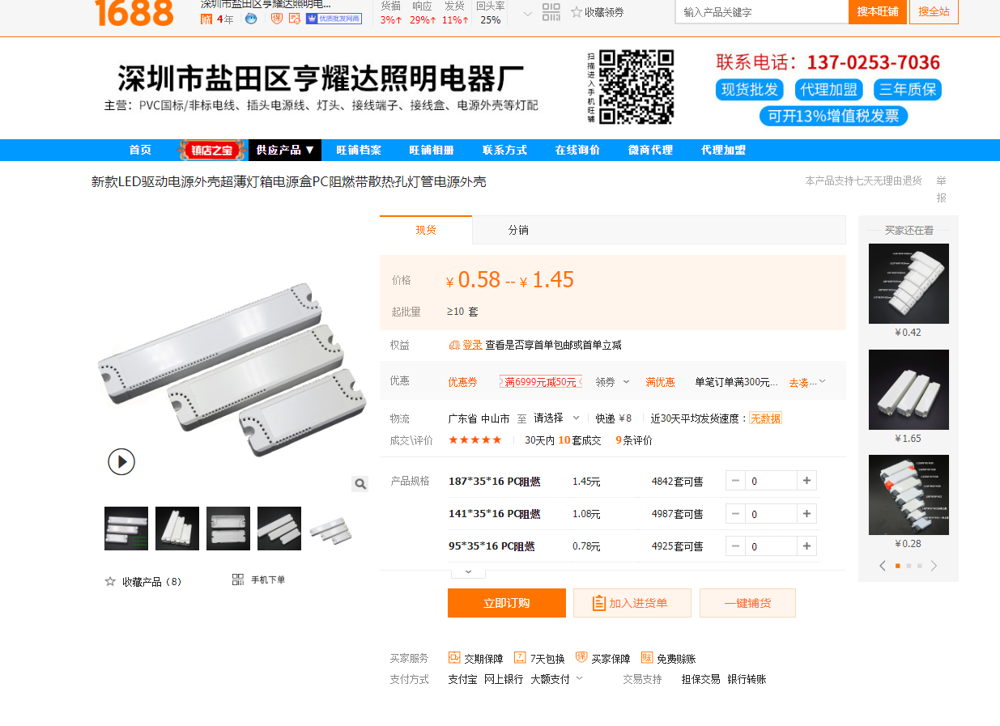 1688
深圳市盐田区亨耀达照明电...
4年
优质批发网商
货描 响应 发货 回头率
3%↑ 29%↑ 11%↑ 25%
收藏领券
输入产品关键字
搜本旺铺
搜全站
深圳市盐田区亨耀达照明电器厂
主营：PVC国标/非标电线、插头电源线、灯头、接线端子、接线盒、电源外壳等灯配
扫描进入手机旺铺
联系电话：137-0253-7036
现货批发 代理加盟 三年质保
可开13%增值税发票
首页 镇店之宝 供应产品 ▼ 旺铺档案 旺铺相册 联系方式 在线询价 微商代理 代理加盟
新款LED驱动电源外壳超薄灯箱电源盒PC阻燃带散热孔灯管电源外壳
本产品支持七天无理由退货
举报
现货 分销
价格 ¥ 0.58 -- ¥ 1.45
起批量 ≥10 套
权益 登录 查看是否享首单包邮或首单立减
优惠 优惠券 满6999元减50元 领券 满优惠 单笔订单满300元... 去凑...
物流 广东省 中山市 至 请选择 快递 ¥8 近30天平均发货速度：无数据
成交\评价 ★★★★★ 30天内 10套成交 9条评价
产品规格 187*35*16 PC阻燃 1.45元 4842套可售 − 0 +
141*35*16 PC阻燃 1.08元 4987套可售 − 0 +
95*35*16 PC阻燃 0.78元 4925套可售 − 0 +
收藏产品（8）
手机下单
立即订购 加入进货单 一键铺货
买家服务 交期保障 7天包换 买家保障 免费赊账
支付方式 支付宝 网上银行 大额支付 交易支持 担保交易 银行转账
买家还在看
¥0.42
¥1.65
¥0.28